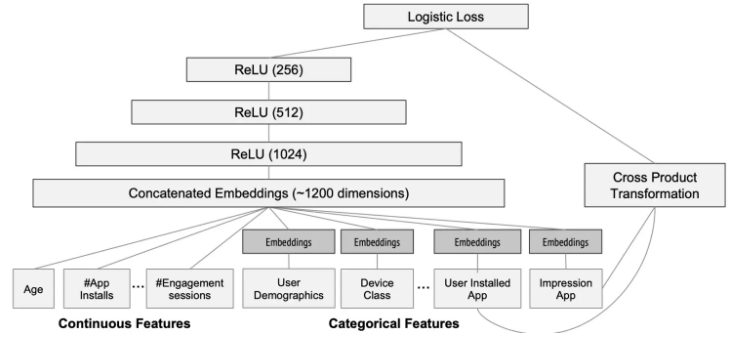 Logistic Loss
ReLU (256)
ReLU (512)
ReLU (1024)
Concatenated Embeddings (~1200 dimensions)
Cross Product
Transformation
Embeddings
Embeddings
Embeddings
Embeddings
Age
#App
Installs
...
#Engagement
sessions
User
Demographics
Device
Class
...
User Installed
App
Impression
App
Continuous Features
Categorical Features